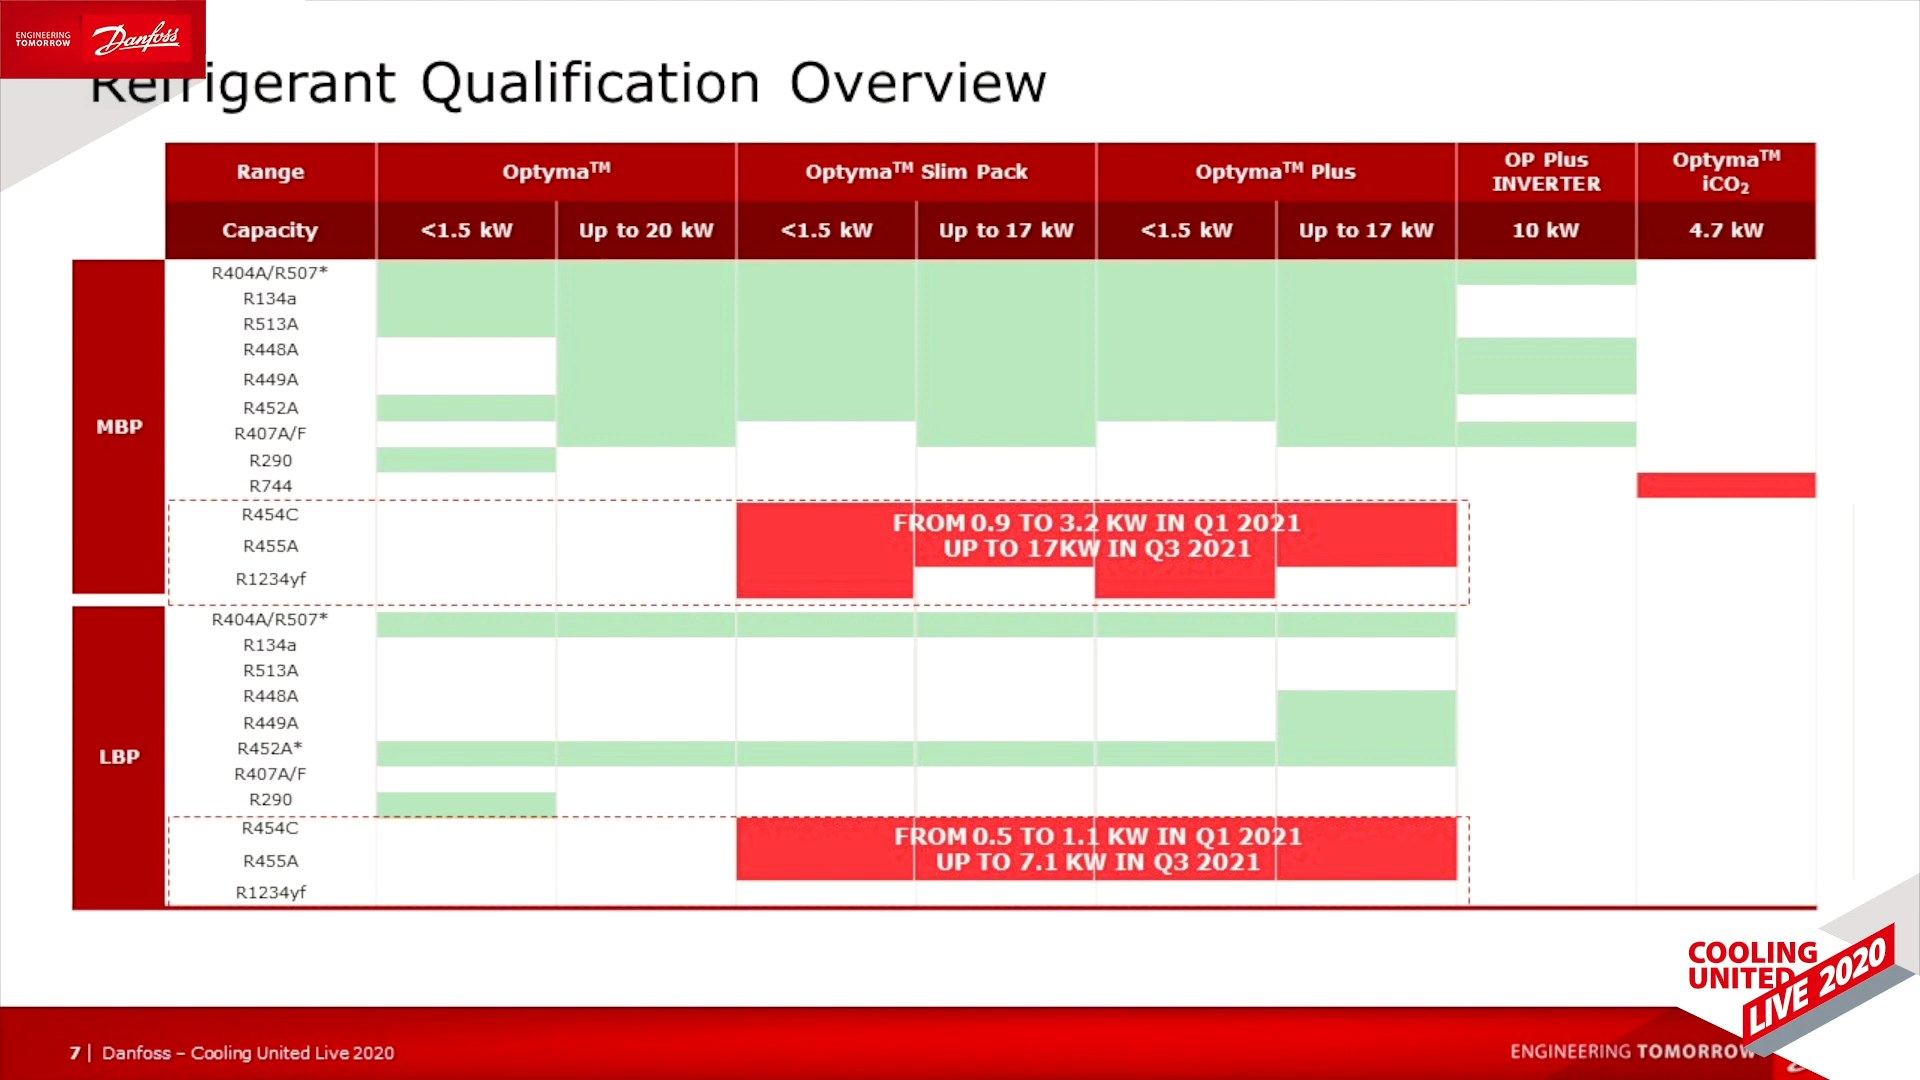 ENGINEERING
TOMORROW
Danfoss
Refrigerant Qualification Overview
Range
Optyma™
Optyma™ Slim Pack
Optyma™ Plus
OP Plus
INVERTER
Optyma™
iCO₂
Capacity
<1.5 kW
Up to 20 kW
<1.5 kW
Up to 17 kW
<1.5 kW
Up to 17 kW
10 kW
4.7 kW
MBP
R404A/R507*
R134a
R513A
R448A
R449A
R452A
R407A/F
R290
R744
R454C
R455A
R1234yf
FROM 0.9 TO 3.2 KW IN Q1 2021
UP TO 17KW IN Q3 2021
LBP
R404A/R507*
R134a
R513A
R448A
R449A
R452A*
R407A/F
R290
R454C
R455A
R1234yf
FROM 0.5 TO 1.1 KW IN Q1 2021
UP TO 7.1 KW IN Q3 2021
COOLING
UNITED
LIVE 2020
7 | Danfoss – Cooling United Live 2020
ENGINEERING TOMORROW